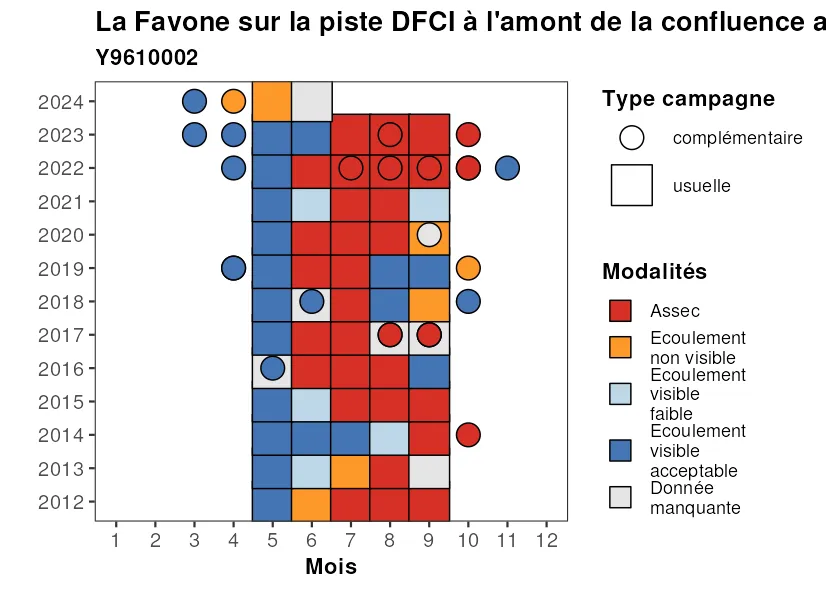 La Favone sur la piste DFCI à l'amont de la confluence a
Y9610002
2024
2023
2022
2021
2020
2019
2018
2017
2016
2015
2014
2013
2012
1 2 3 4 5 6 7 8 9 10 11 12
Mois
Type campagne
complémentaire
usuelle
Modalités
Assec
Ecoulement
non visible
Ecoulement
visible
faible
Ecoulement
visible
acceptable
Donnée
manquante